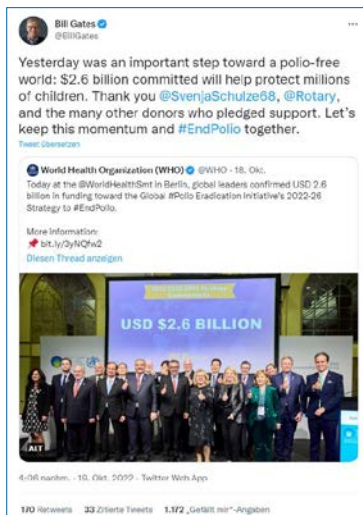 Bill Gates
@BillGates
Yesterday was an important step toward a polio-free
world: $2.6 billion committed will help protect millions
of children. Thank you @SvenjaSchulze68, @Rotary,
and the many other donors who pledged support. Let's
keep this momentum and #EndPolio together.
Tweet übersetzen
World Health Organization (WHO) @WHO · 18. Okt.
Today at the @WorldHealthSmt in Berlin, global leaders confirmed USD 2.6
billion in funding toward the Global #Polio Eradication Initiative's 2022-26
Strategy to #EndPolio.
More information:
📌 bit.ly/3yNQfw2
Diesen Thread anzeigen
USD $2.6 BILLION
ALT
4:06 nachm. · 19. Okt. 2022 · Twitter Web App
170 Retweets 33 Zitierte Tweets 1.172 „Gefällt mir“-Angaben